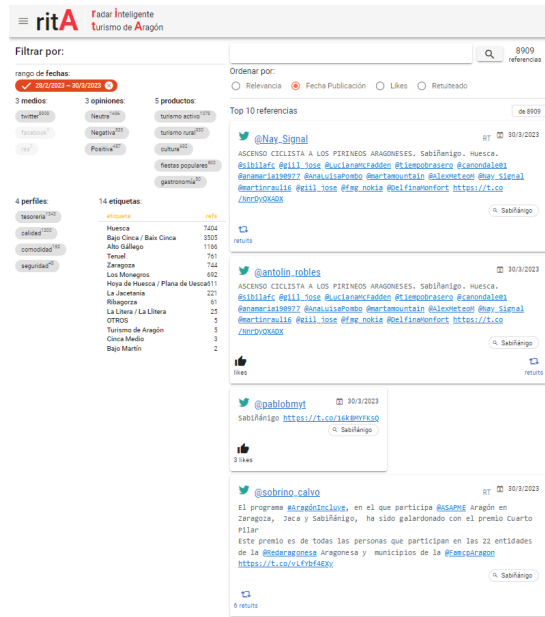 ritA
radar inteligente
turismo de Aragón
Filtrar por:
8909
referencias
rango de fechas:
28/2/2023 – 30/3/2023
Ordenar por:
Relevancia
Fecha Publicación
Likes
Retuiteado
3 medios:
3 opiniones:
5 productos:
twitter
facebook
rss
Neutra
Negativa
Positiva
turismo activo
turismo rural
cultura
fiestas populares
gastronomía
4 perfiles:
tesoreria
calidad
comodidad
seguridad
14 etiquetas:
etiqueta refs
Huesca 7404
Bajo Cinca / Baix Cinca 3505
Alto Gállego 1166
Teruel 761
Zaragoza 744
Los Monegros 692
Hoya de Huesca / Plana de Uesca 611
La Jacetania 221
Ribagorza 61
La Litera / La Llitera 25
OTROS 5
Turismo de Aragón 5
Cinca Medio 3
Bajo Martín 2
Top 10 referencias
de 8909
@Nay_Signal
RT 30/3/2023
ASCENSO CICLISTA A LOS PIRINEOS ARAGONESES. Sabiñanigo. Huesca.
@sibilafc @giil_jose @LucianaMcFadden @tiempobrasero @canondale01
@anamaria190977 @AnaLuisaPombo @martamountain @AlexMeteoM @Nay_Signal
@martinraul16 @giil_jose @fmg_nokia @DelfinaMonfort https://t.co
/NnrDyQXADX
Sabiñánigo
retuits
@antolin_robles
30/3/2023
ASCENSO CICLISTA A LOS PIRINEOS ARAGONESES. Sabiñanigo. Huesca.
@sibilafc @giil_jose @LucianaMcFadden @tiempobrasero @canondale01
@anamaria190977 @AnaLuisaPombo @martamountain @AlexMeteoM @Nay_Signal
@martinraul16 @giil_jose @fmg_nokia @DelfinaMonfort https://t.co
/NnrDyQXADX
Sabiñánigo
likes
retuits
@pablobmyt
30/3/2023
Sabiñánigo https://t.co/16kBMYFKsQ
Sabiñánigo
3 likes
@sobrino_calvo
RT 30/3/2023
El programa #AragónIncluye, en el que participa @ASAPME Aragón en
Zaragoza, Jaca y Sabiñánigo, ha sido galardonado con el premio Cuarto
Pilar
Este premio es de todas las personas que participan en las 22 entidades
de la @Redaragonesa Aragonesa y municipios de la @FamcpAragon
https://t.co/vLfYbf4EXy
Sabiñánigo
6 retuits